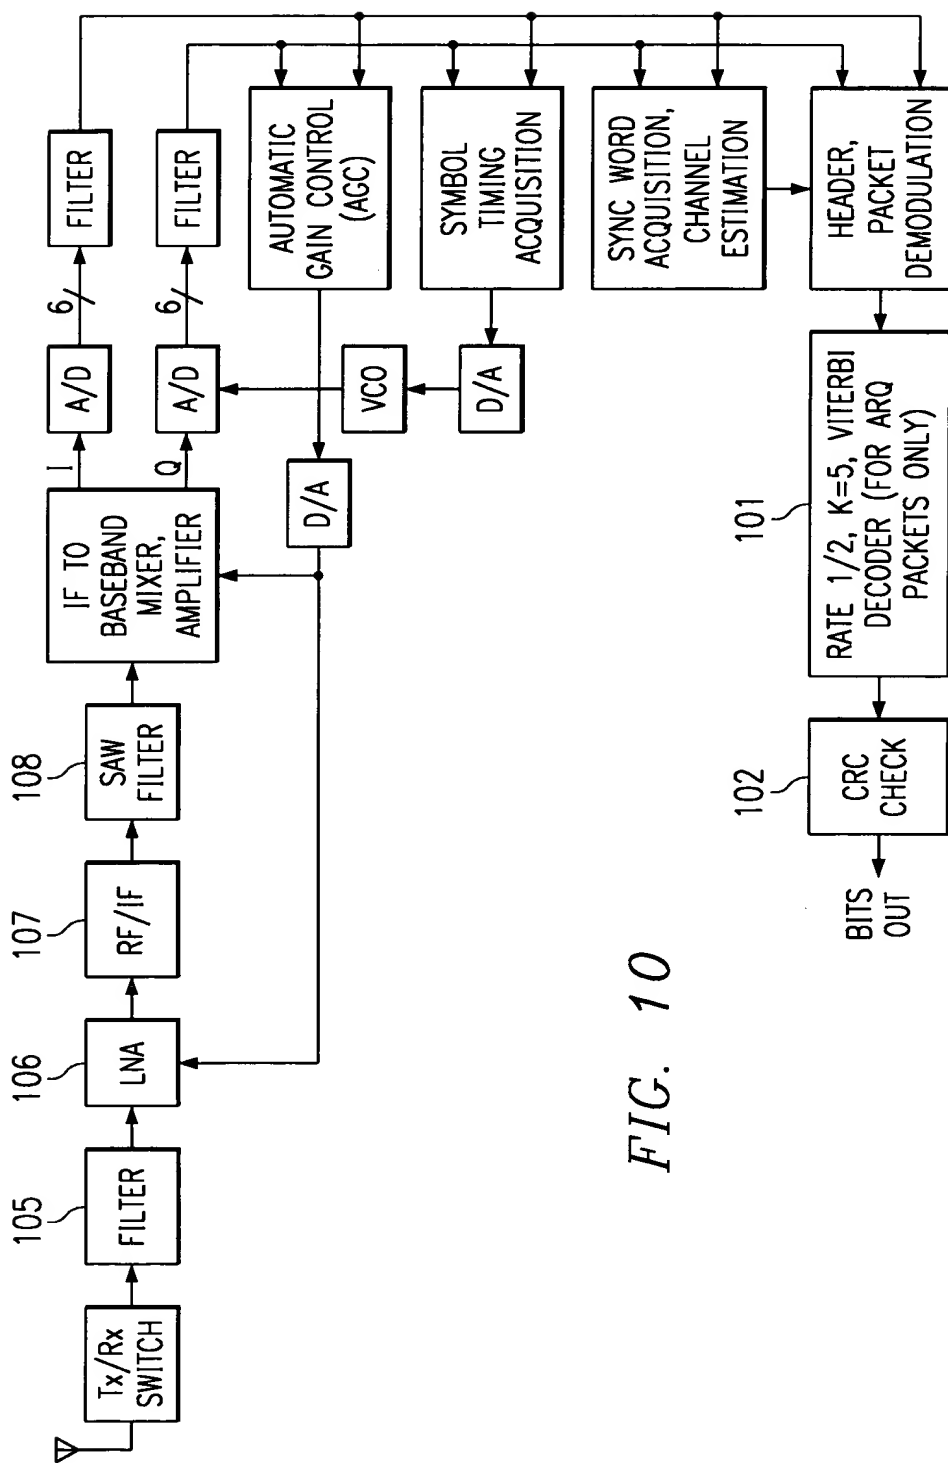 Tx/Rx
SWITCH
105
FILTER
106
LNA
107
RF/IF
108
SAW
FILTER
IF TO
BASEBAND
MIXER,
AMPLIFIER
I
A/D
6/
FILTER
Q
A/D
6/
FILTER
D/A
AUTOMATIC
GAIN CONTROL
(AGC)
VCO
D/A
SYMBOL
TIMING
ACQUISITION
SYNC WORD
ACQUISITION,
CHANNEL
ESTIMATION
HEADER,
PACKET
DEMODULATION
101
RATE 1/2, K=5, VITERBI
DECODER (FOR ARQ
PACKETS ONLY)
102
CRC
CHECK
BITS
OUT
FIG. 10